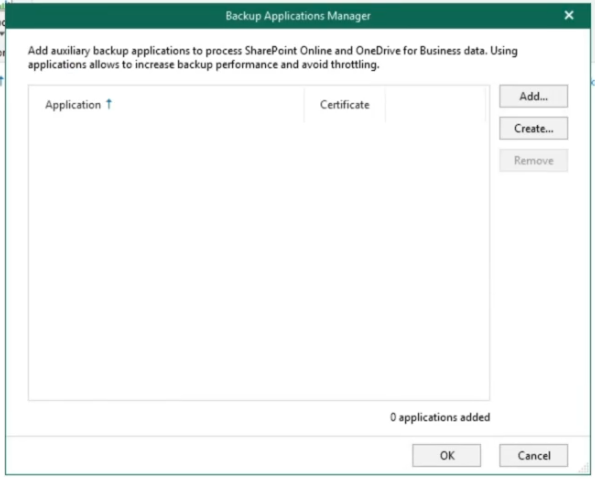 Backup Applications Manager
Add auxiliary backup applications to process SharePoint Online and OneDrive for Business data. Using
applications allows to increase backup performance and avoid throttling.
Application ↑
Certificate
Add...
Create...
Remove
0 applications added
OK
Cancel